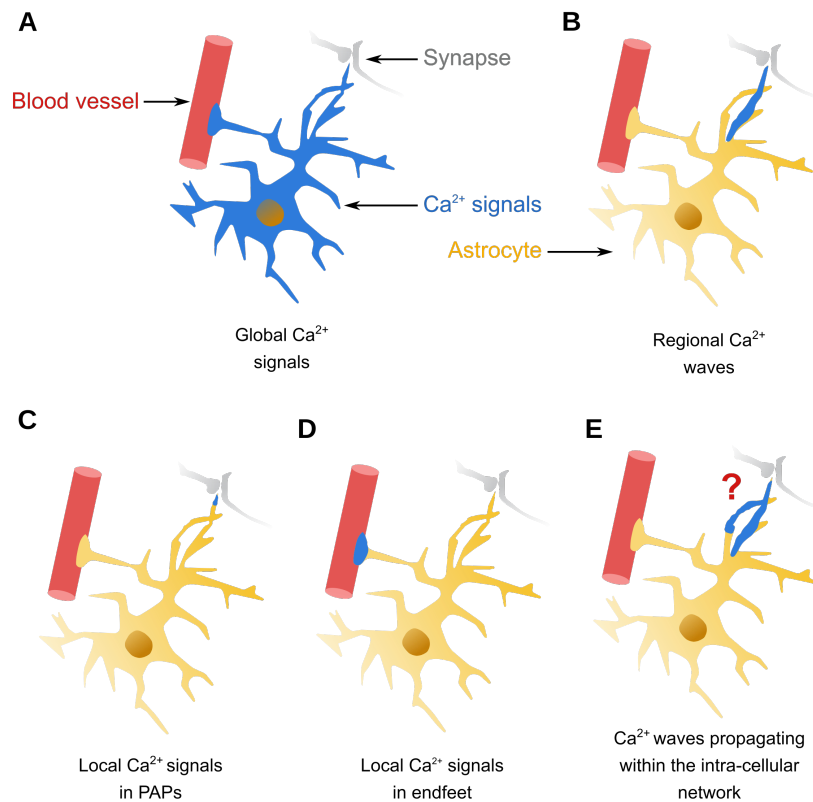 A
B
Synapse
Blood vessel
Ca²⁺ signals
Astrocyte
Global Ca²⁺
signals
Regional Ca²⁺
waves
C
D
E
?
Local Ca²⁺ signals
in PAPs
Local Ca²⁺ signals
in endfeet
Ca²⁺ waves propagating
within the intra-cellular
network